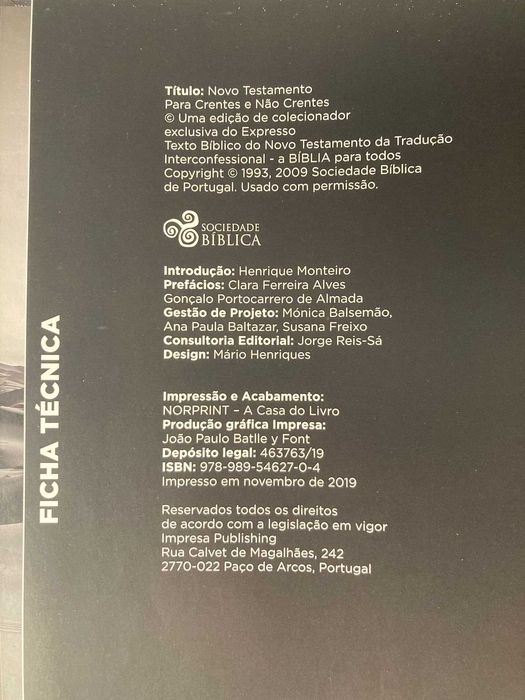 Título: Novo Testamento
Para Crentes e Não Crentes
© Uma edição de colecionador
exclusiva do Expresso
Texto Bíblico do Novo Testamento da Tradução
Interconfessional - a BÍBLIA para todos
Copyright © 1993, 2009 Sociedade Bíblica
de Portugal. Usado com permissão.
SOCIEDADE
BÍBLICA
Introdução: Henrique Monteiro
Prefácios: Clara Ferreira Alves
Gonçalo Portocarrero de Almada
Gestão de Projeto: Mónica Balsemão,
Ana Paula Baltazar, Susana Freixo
Consultoria Editorial: Jorge Reis-Sá
Design: Mário Henriques
Impressão e Acabamento:
NORPRINT – A Casa do Livro
Produção gráfica Impresa:
João Paulo Batlle y Font
Depósito legal: 463763/19
ISBN: 978-989-54627-0-4
Impresso em novembro de 2019
Reservados todos os direitos
de acordo com a legislação em vigor
Impresa Publishing
Rua Calvet de Magalhães, 242
2770-022 Paço de Arcos, Portugal
FICHA TÉCNICA